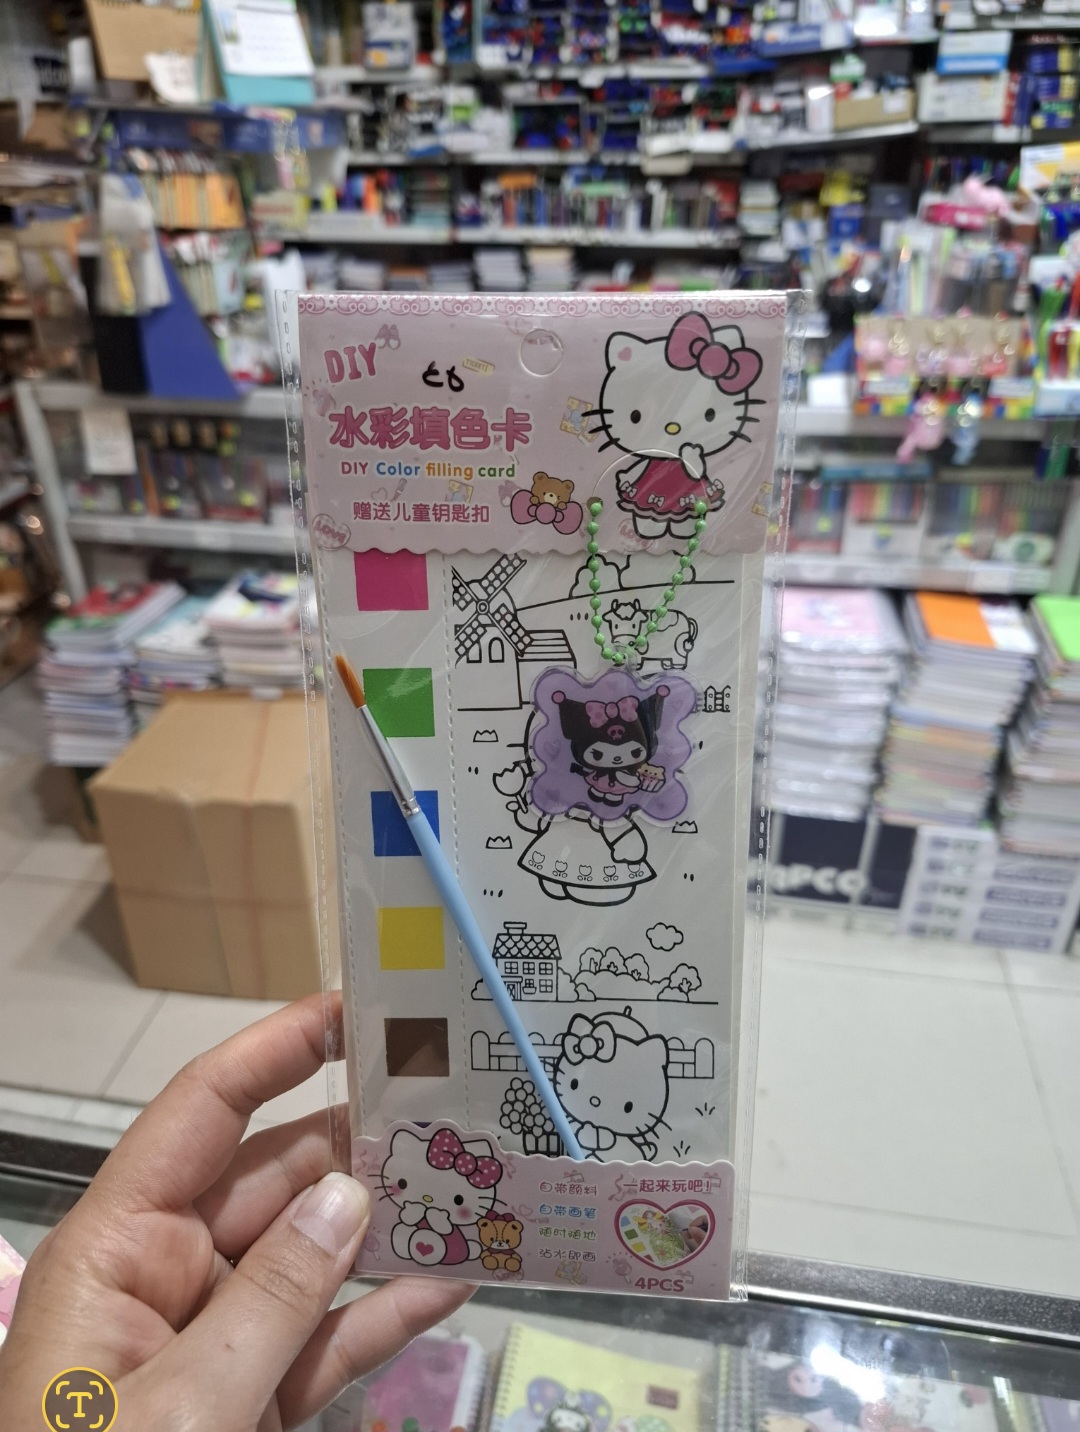 DIY
水彩填色卡
DIY Color filling card
赠送儿童钥匙扣
自带颜料
自带画笔
随时随地
沾水即画
一起来玩吧!
4PCS